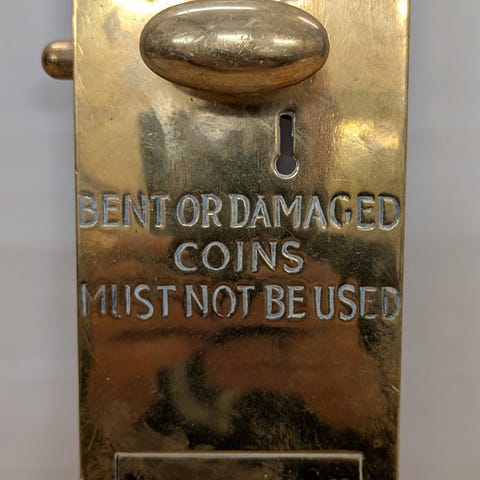 BENT OR DAMAGED
COINS
MUST NOT BE USED